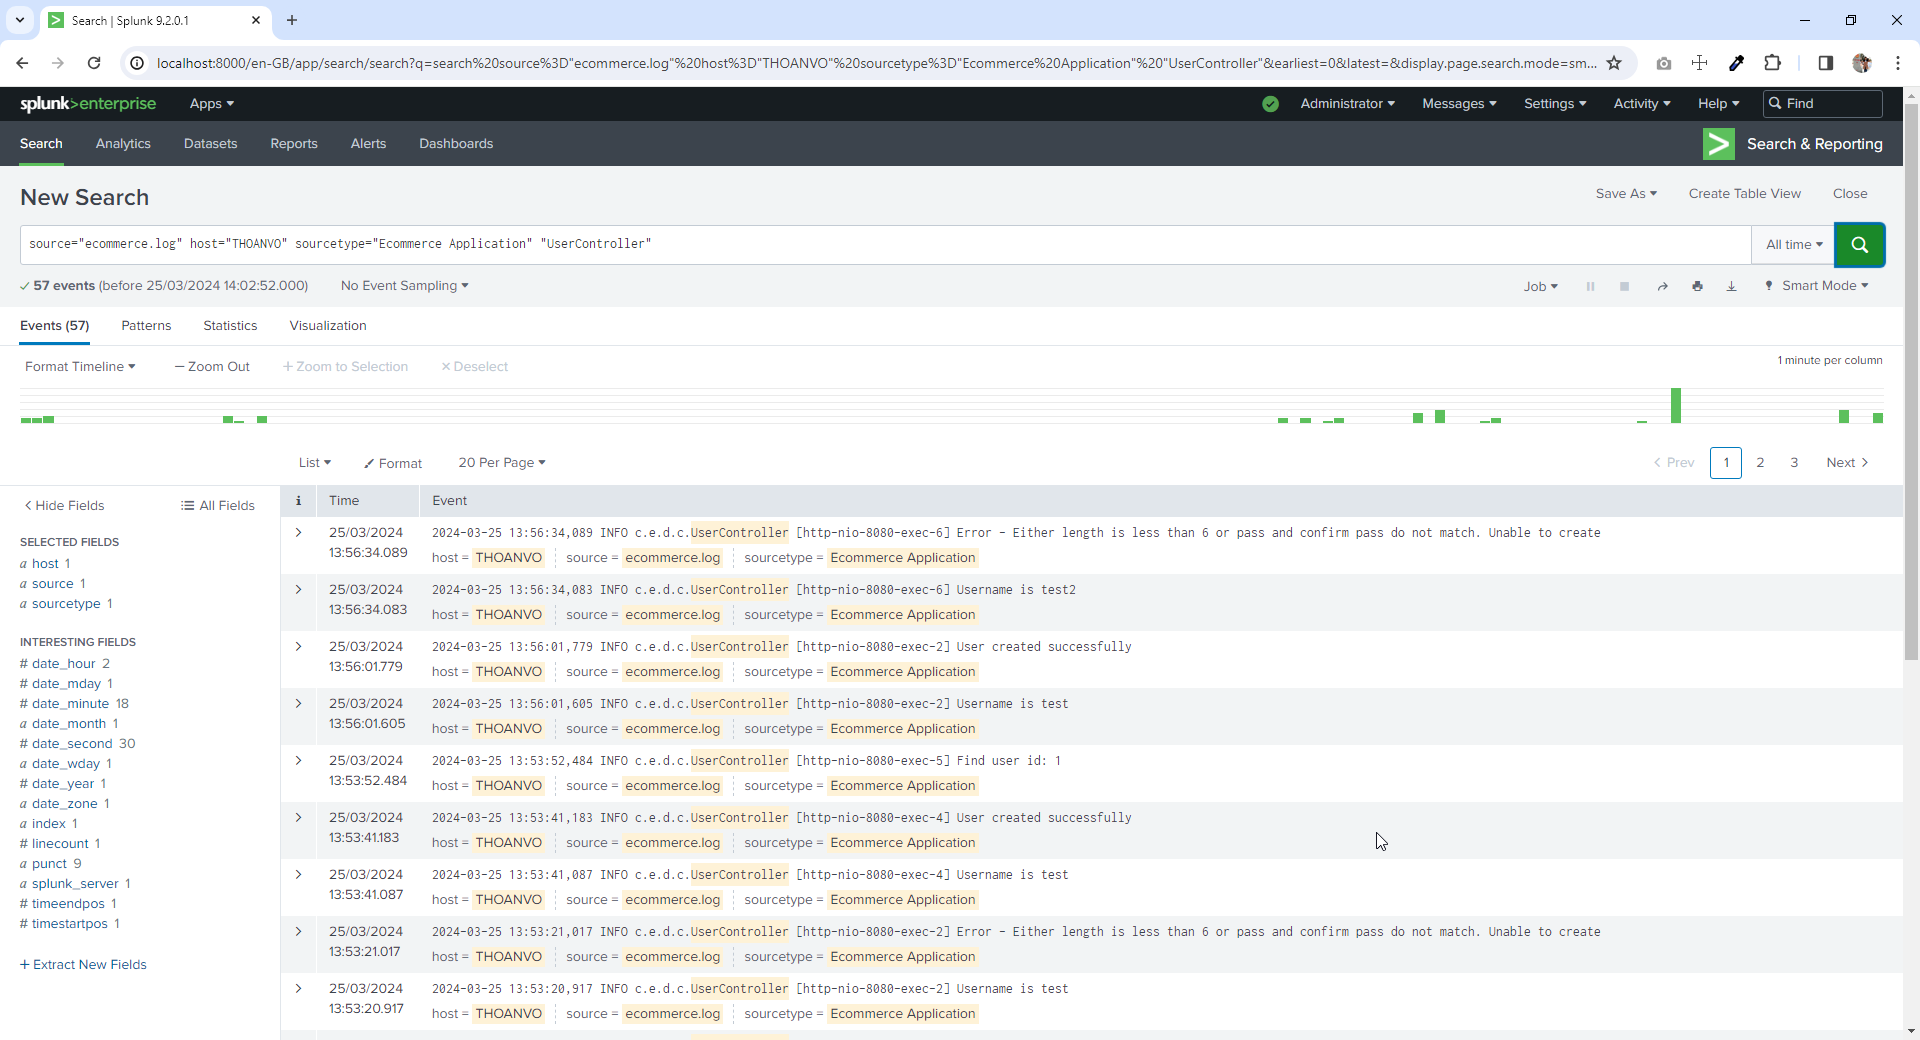 Search | Splunk 9.2.0.1
localhost:8000/en-GB/app/search/search?q=search%20source%3D"ecommerce.log"%20host%3D"THOANVO"%20sourcetype%3D"Ecommerce%20Application"%20"UserController"&earliest=0&latest=&display.page.search.mode=sm...
splunk>enterprise Apps Administrator Messages Settings Activity Help Find
Search Analytics Datasets Reports Alerts Dashboards Search & Reporting
New Search Save As Create Table View Close
source="ecommerce.log" host="THOANVO" sourcetype="Ecommerce Application" "UserController" All time
57 events (before 25/03/2024 14:02:52.000) No Event Sampling Job Smart Mode
Events (57) Patterns Statistics Visualization
Format Timeline Zoom Out + Zoom to Selection × Deselect 1 minute per column
List Format 20 Per Page < Prev 1 2 3 Next >
< Hide Fields All Fields
SELECTED FIELDS
a host 1
a source 1
a sourcetype 1
INTERESTING FIELDS
# date_hour 2
# date_mday 1
# date_minute 18
a date_month 1
# date_second 30
a date_wday 1
# date_year 1
a date_zone 1
a index 1
# linecount 1
a punct 9
a splunk_server 1
# timeendpos 1
# timestartpos 1
+ Extract New Fields
i Time Event
25/03/2024 2024-03-25 13:56:34,089 INFO c.e.d.c.UserController [http-nio-8080-exec-6] Error - Either length is less than 6 or pass and confirm pass do not match. Unable to create
13:56:34.089 host = THOANVO source = ecommerce.log sourcetype = Ecommerce Application
25/03/2024 2024-03-25 13:56:34,083 INFO c.e.d.c.UserController [http-nio-8080-exec-6] Username is test2
13:56:34.083 host = THOANVO source = ecommerce.log sourcetype = Ecommerce Application
25/03/2024 2024-03-25 13:56:01,779 INFO c.e.d.c.UserController [http-nio-8080-exec-2] User created successfully
13:56:01.779 host = THOANVO source = ecommerce.log sourcetype = Ecommerce Application
25/03/2024 2024-03-25 13:56:01,605 INFO c.e.d.c.UserController [http-nio-8080-exec-2] Username is test
13:56:01.605 host = THOANVO source = ecommerce.log sourcetype = Ecommerce Application
25/03/2024 2024-03-25 13:53:52,484 INFO c.e.d.c.UserController [http-nio-8080-exec-5] Find user id: 1
13:53:52.484 host = THOANVO source = ecommerce.log sourcetype = Ecommerce Application
25/03/2024 2024-03-25 13:53:41,183 INFO c.e.d.c.UserController [http-nio-8080-exec-4] User created successfully
13:53:41.183 host = THOANVO source = ecommerce.log sourcetype = Ecommerce Application
25/03/2024 2024-03-25 13:53:41,087 INFO c.e.d.c.UserController [http-nio-8080-exec-4] Username is test
13:53:41.087 host = THOANVO source = ecommerce.log sourcetype = Ecommerce Application
25/03/2024 2024-03-25 13:53:21,017 INFO c.e.d.c.UserController [http-nio-8080-exec-2] Error - Either length is less than 6 or pass and confirm pass do not match. Unable to create
13:53:21.017 host = THOANVO source = ecommerce.log sourcetype = Ecommerce Application
25/03/2024 2024-03-25 13:53:20,917 INFO c.e.d.c.UserController [http-nio-8080-exec-2] Username is test
13:53:20.917 host = THOANVO source = ecommerce.log sourcetype = Ecommerce Application